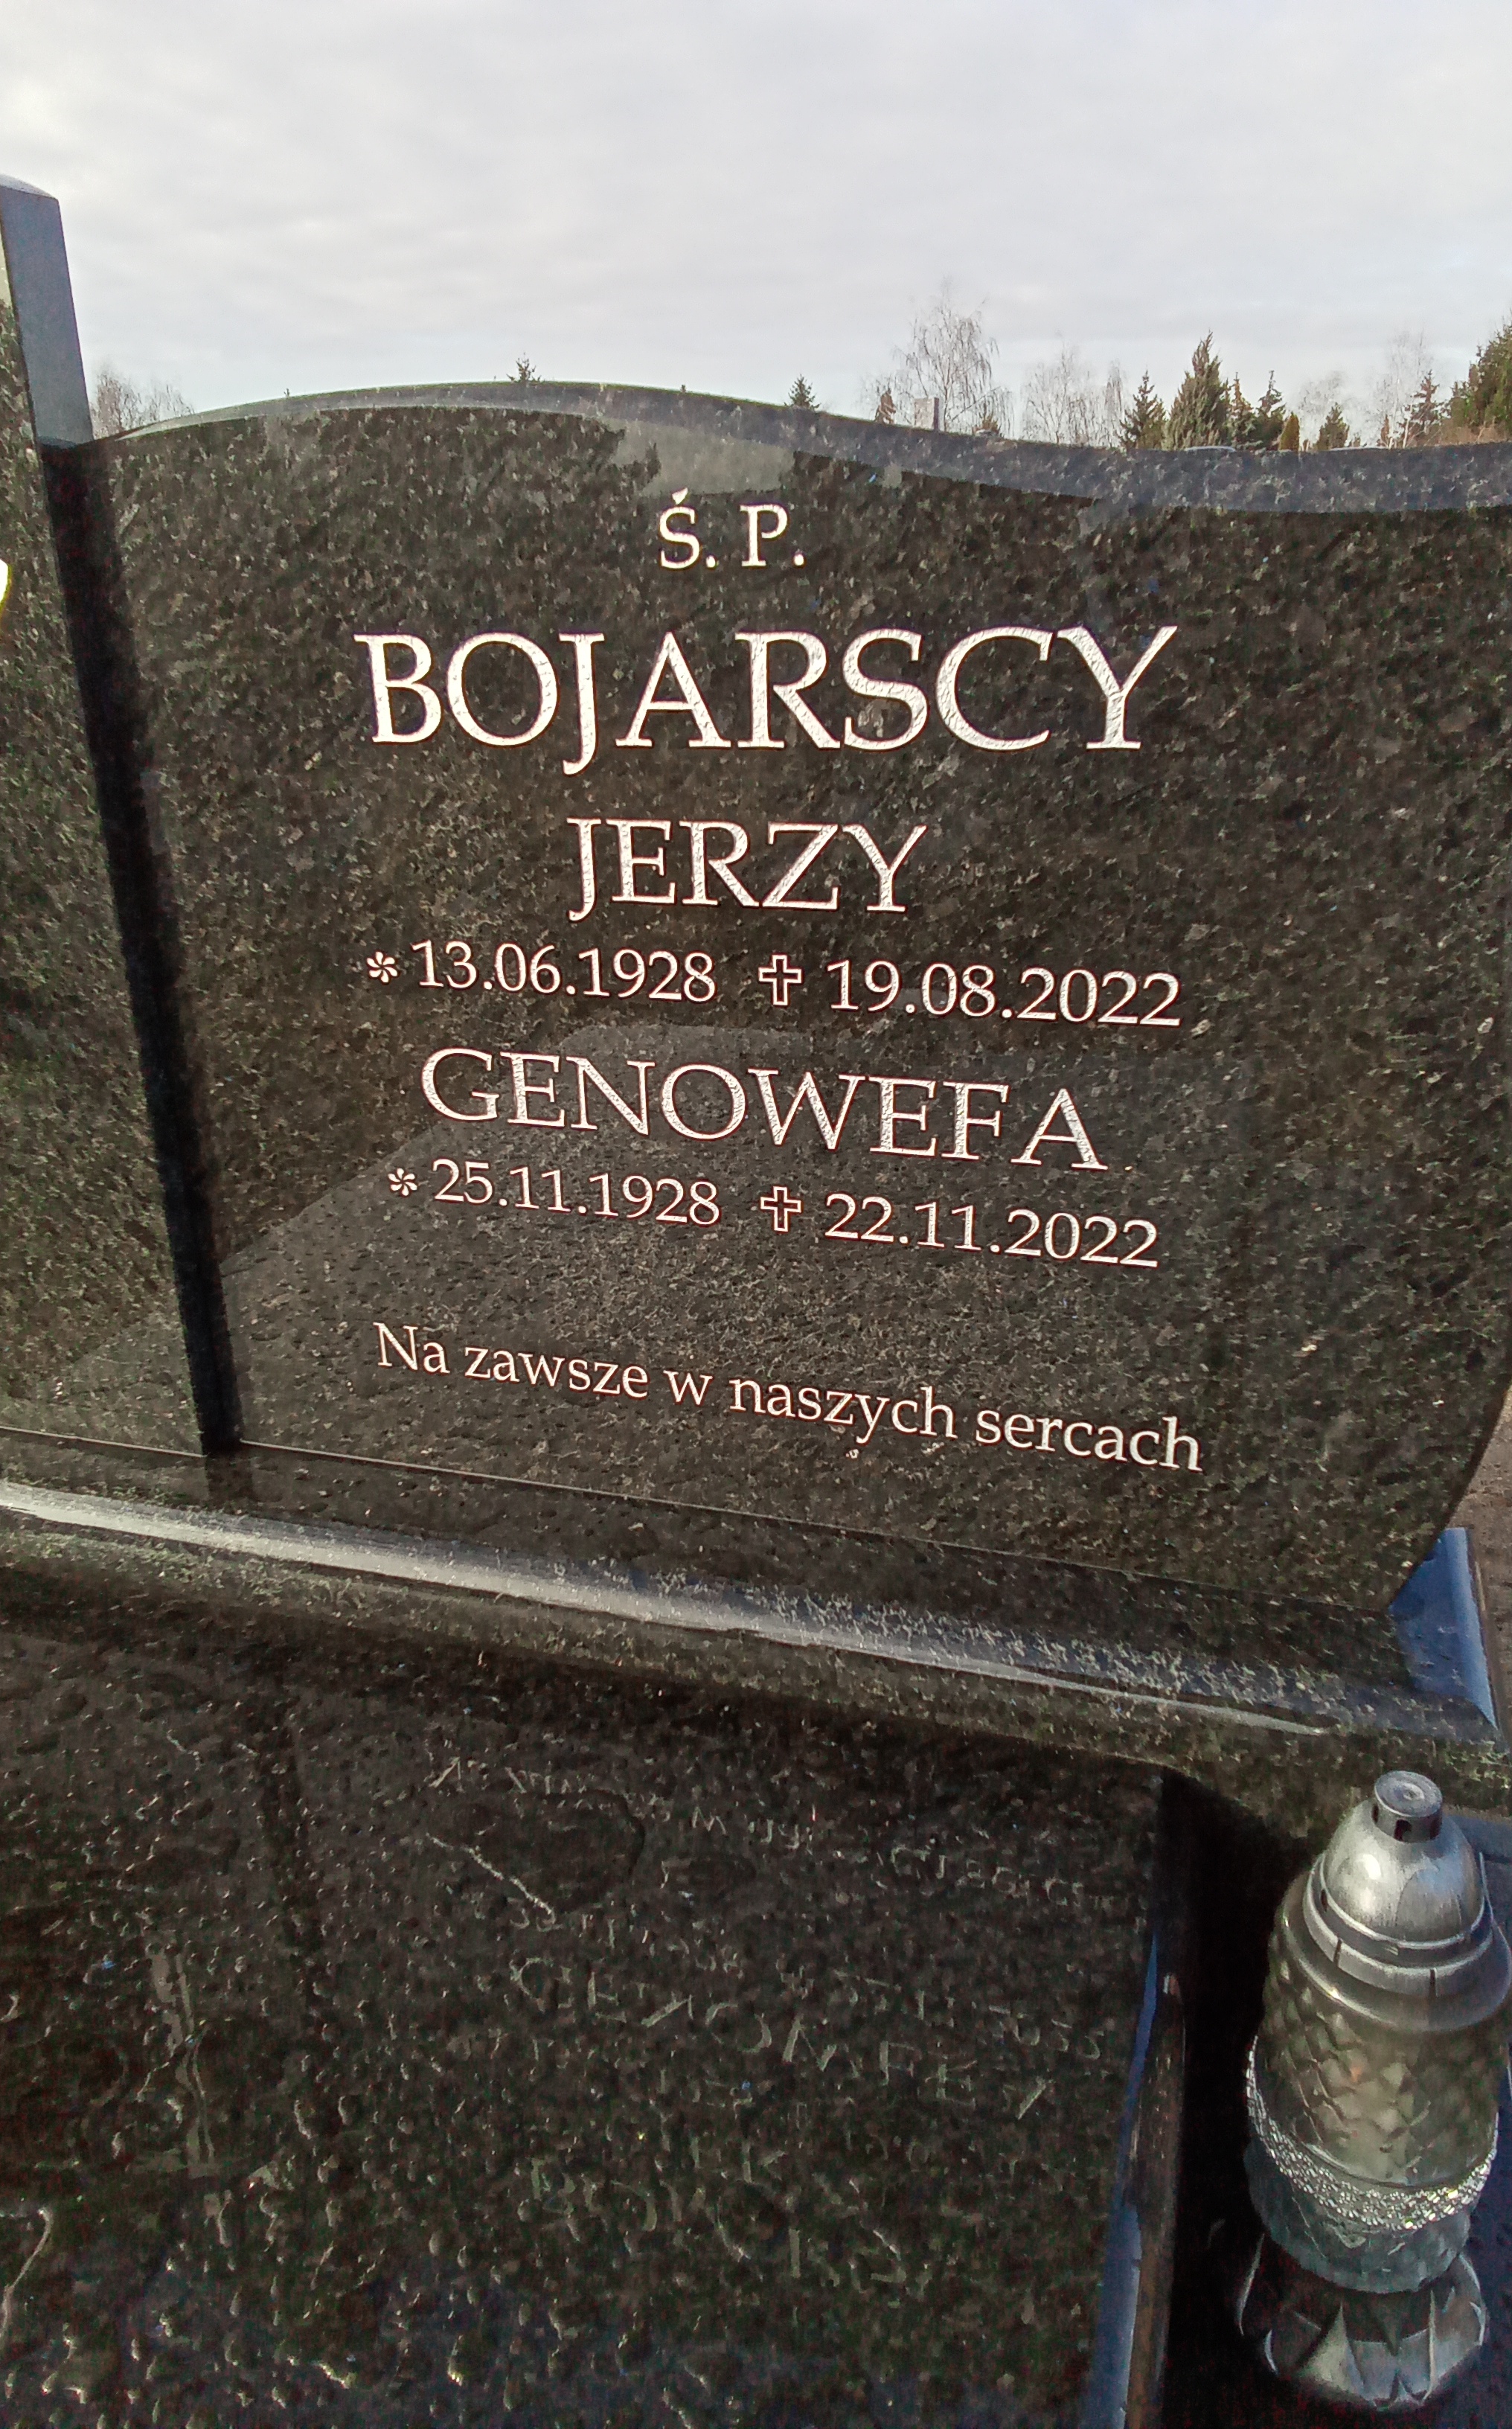 Ś. P.
BOJARSCY
JERZY
* 13.06.1928 ✝ 19.08.2022
GENOWEFA
* 25.11.1928 ✝ 22.11.2022
Na zawsze w naszych sercach